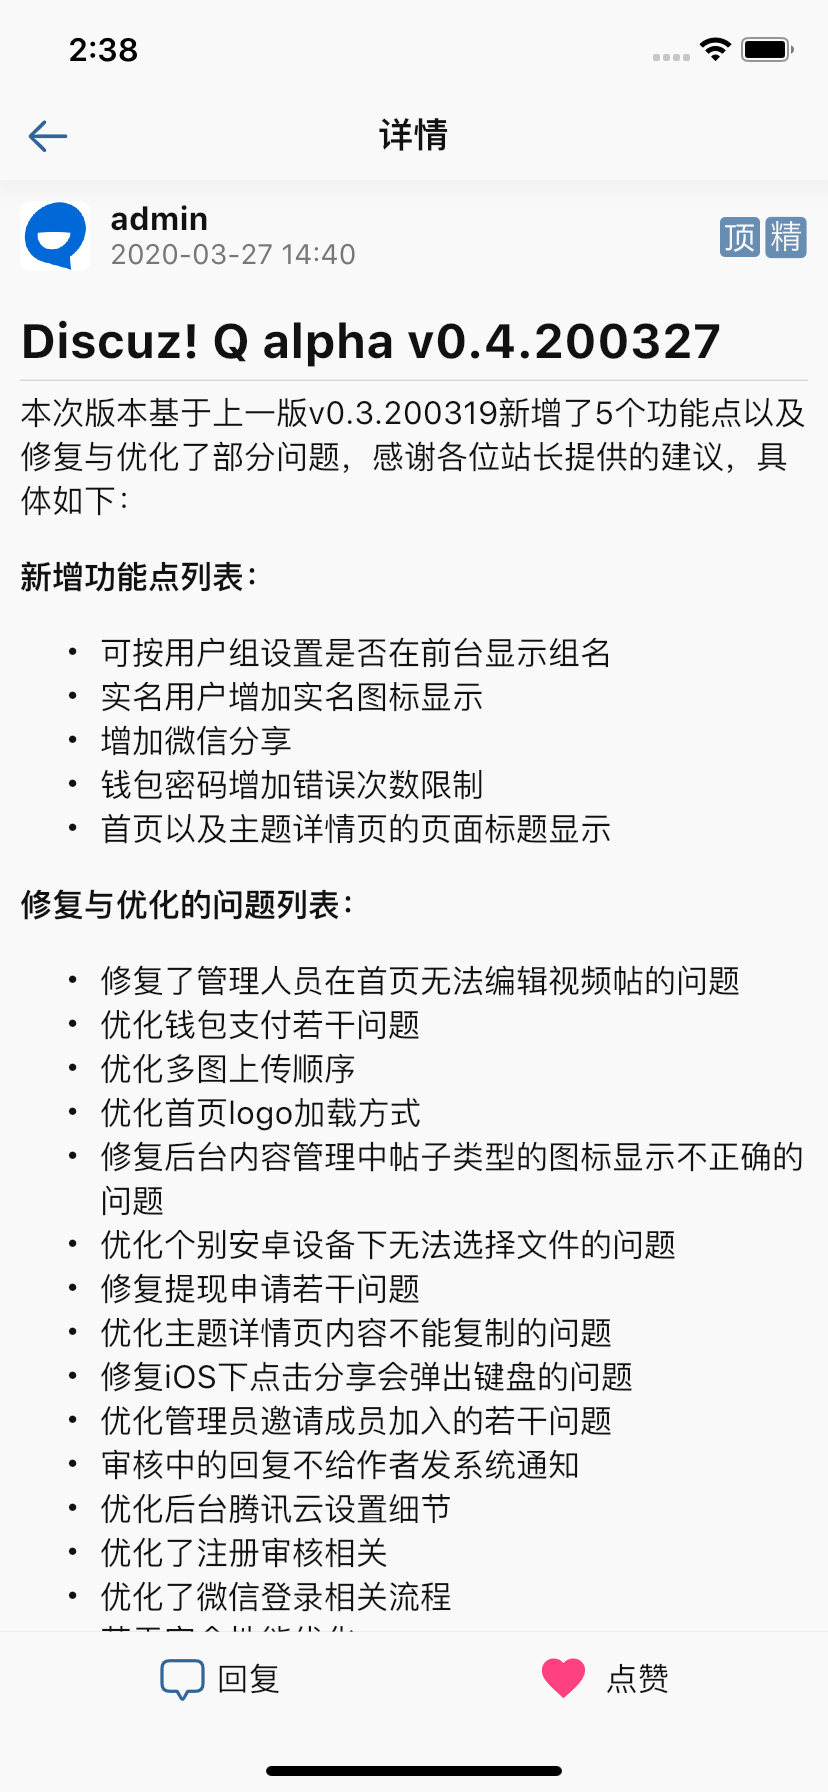 2:38
详情
admin
2020-03-27 14:40
顶 精
Discuz! Q alpha v0.4.200327
本次版本基于上一版v0.3.200319新增了5个功能点以及
修复与优化了部分问题，感谢各位站长提供的建议，具
体如下：
新增功能点列表：
• 可按用户组设置是否在前台显示组名
• 实名用户增加实名图标显示
• 增加微信分享
• 钱包密码增加错误次数限制
• 首页以及主题详情页的页面标题显示
修复与优化的问题列表：
• 修复了管理人员在首页无法编辑视频帖的问题
• 优化钱包支付若干问题
• 优化多图上传顺序
• 优化首页logo加载方式
• 修复后台内容管理中帖子类型的图标显示不正确的
问题
• 优化个别安卓设备下无法选择文件的问题
• 修复提现申请若干问题
• 优化主题详情页内容不能复制的问题
• 修复iOS下点击分享会弹出键盘的问题
• 优化管理员邀请成员加入的若干问题
• 审核中的回复不给作者发系统通知
• 优化后台腾讯云设置细节
• 优化了注册审核相关
• 优化了微信登录相关流程
回复
点赞